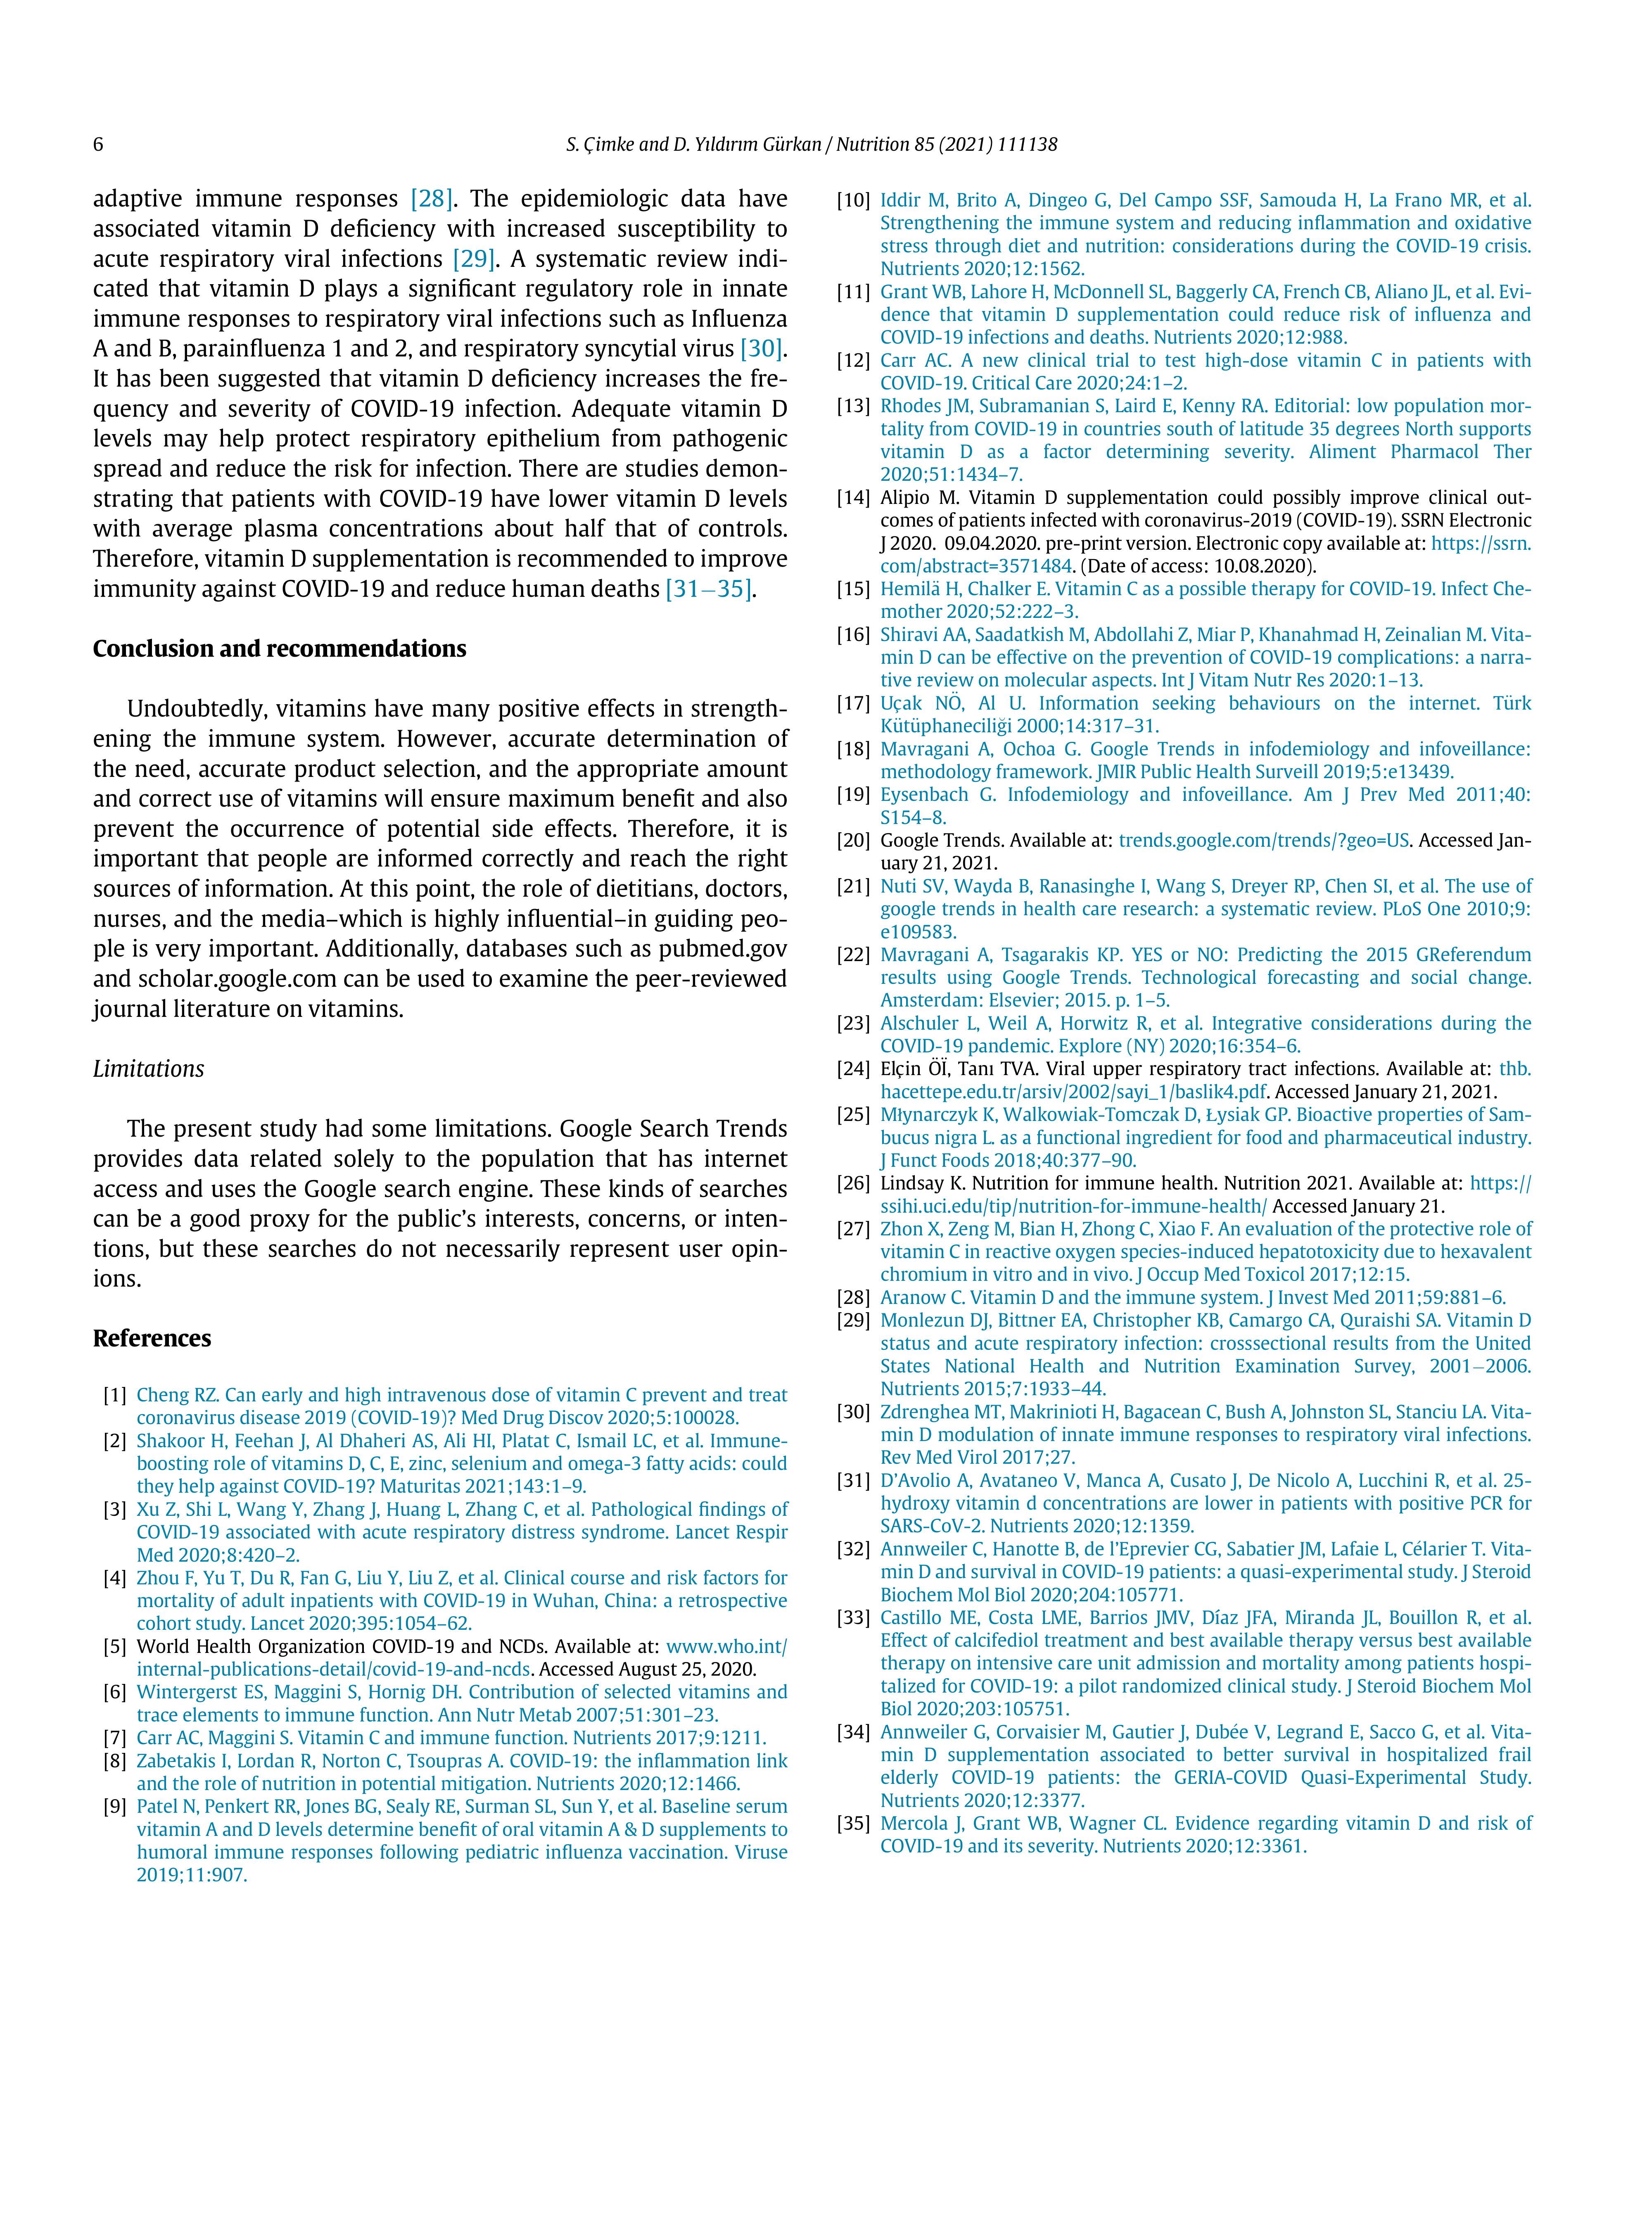 6
S. Çimke and D. Yıldırım Gürkan / Nutrition 85 (2021) 111138
adaptive immune responses [28]. The epidemiologic data have
associated vitamin D deficiency with increased susceptibility to
acute respiratory viral infections [29]. A systematic review indi-
cated that vitamin D plays a significant regulatory role in innate
immune responses to respiratory viral infections such as Influenza
A and B, parainfluenza 1 and 2, and respiratory syncytial virus [30].
It has been suggested that vitamin D deficiency increases the fre-
quency and severity of COVID-19 infection. Adequate vitamin D
levels may help protect respiratory epithelium from pathogenic
spread and reduce the risk for infection. There are studies demon-
strating that patients with COVID-19 have lower vitamin D levels
with average plasma concentrations about half that of controls.
Therefore, vitamin D supplementation is recommended to improve
immunity against COVID-19 and reduce human deaths [31–35].
Conclusion and recommendations
Undoubtedly, vitamins have many positive effects in strength-
ening the immune system. However, accurate determination of
the need, accurate product selection, and the appropriate amount
and correct use of vitamins will ensure maximum benefit and also
prevent the occurrence of potential side effects. Therefore, it is
important that people are informed correctly and reach the right
sources of information. At this point, the role of dietitians, doctors,
nurses, and the media–which is highly influential–in guiding peo-
ple is very important. Additionally, databases such as pubmed.gov
and scholar.google.com can be used to examine the peer-reviewed
journal literature on vitamins.
Limitations
The present study had some limitations. Google Search Trends
provides data related solely to the population that has internet
access and uses the Google search engine. These kinds of searches
can be a good proxy for the public's interests, concerns, or inten-
tions, but these searches do not necessarily represent user opin-
ions.
References
[1] Cheng RZ. Can early and high intravenous dose of vitamin C prevent and treat
coronavirus disease 2019 (COVID-19)? Med Drug Discov 2020;5:100028.
[2] Shakoor H, Feehan J, Al Dhaheri AS, Ali HI, Platat C, Ismail LC, et al. Immune-
boosting role of vitamins D, C, E, zinc, selenium and omega-3 fatty acids: could
they help against COVID-19? Maturitas 2021;143:1–9.
[3] Xu Z, Shi L, Wang Y, Zhang J, Huang L, Zhang C, et al. Pathological findings of
COVID-19 associated with acute respiratory distress syndrome. Lancet Respir
Med 2020;8:420–2.
[4] Zhou F, Yu T, Du R, Fan G, Liu Y, Liu Z, et al. Clinical course and risk factors for
mortality of adult inpatients with COVID-19 in Wuhan, China: a retrospective
cohort study. Lancet 2020;395:1054–62.
[5] World Health Organization COVID-19 and NCDs. Available at: www.who.int/
internal-publications-detail/covid-19-and-ncds. Accessed August 25, 2020.
[6] Wintergerst ES, Maggini S, Hornig DH. Contribution of selected vitamins and
trace elements to immune function. Ann Nutr Metab 2007;51:301–23.
[7] Carr AC, Maggini S. Vitamin C and immune function. Nutrients 2017;9:1211.
[8] Zabetakis I, Lordan R, Norton C, Tsoupras A. COVID-19: the inflammation link
and the role of nutrition in potential mitigation. Nutrients 2020;12:1466.
[9] Patel N, Penkert RR, Jones BG, Sealy RE, Surman SL, Sun Y, et al. Baseline serum
vitamin A and D levels determine benefit of oral vitamin A & D supplements to
humoral immune responses following pediatric influenza vaccination. Viruse
2019;11:907.
[10] Iddir M, Brito A, Dingeo G, Del Campo SSF, Samouda H, La Frano MR, et al.
Strengthening the immune system and reducing inflammation and oxidative
stress through diet and nutrition: considerations during the COVID-19 crisis.
Nutrients 2020;12:1562.
[11] Grant WB, Lahore H, McDonnell SL, Baggerly CA, French CB, Aliano JL, et al. Evi-
dence that vitamin D supplementation could reduce risk of influenza and
COVID-19 infections and deaths. Nutrients 2020;12:988.
[12] Carr AC. A new clinical trial to test high-dose vitamin C in patients with
COVID-19. Critical Care 2020;24:1–2.
[13] Rhodes JM, Subramanian S, Laird E, Kenny RA. Editorial: low population mor-
tality from COVID-19 in countries south of latitude 35 degrees North supports
vitamin D as a factor determining severity. Aliment Pharmacol Ther
2020;51:1434–7.
[14] Alipio M. Vitamin D supplementation could possibly improve clinical out-
comes of patients infected with coronavirus-2019 (COVID-19). SSRN Electronic
J 2020. 09.04.2020. pre-print version. Electronic copy available at: https://ssrn.
com/abstract=3571484. (Date of access: 10.08.2020).
[15] Hemilä H, Chalker E. Vitamin C as a possible therapy for COVID-19. Infect Che-
mother 2020;52:222–3.
[16] Shiravi AA, Saadatkish M, Abdollahi Z, Miar P, Khanahmad H, Zeinalian M. Vita-
min D can be effective on the prevention of COVID-19 complications: a narra-
tive review on molecular aspects. Int J Vitam Nutr Res 2020:1–13.
[17] Uçak NÖ, Al U. Information seeking behaviours on the internet. Türk
Kütüphaneciliği 2000;14:317–31.
[18] Mavragani A, Ochoa G. Google Trends in infodemiology and infoveillance:
methodology framework. JMIR Public Health Surveill 2019;5:e13439.
[19] Eysenbach G. Infodemiology and infoveillance. Am J Prev Med 2011;40:
S154–8.
[20] Google Trends. Available at: trends.google.com/trends/?geo=US. Accessed Jan-
uary 21, 2021.
[21] Nuti SV, Wayda B, Ranasinghe I, Wang S, Dreyer RP, Chen SI, et al. The use of
google trends in health care research: a systematic review. PLoS One 2010;9:
e109583.
[22] Mavragani A, Tsagarakis KP. YES or NO: Predicting the 2015 GReferendum
results using Google Trends. Technological forecasting and social change.
Amsterdam: Elsevier; 2015. p. 1–5.
[23] Alschuler L, Weil A, Horwitz R, et al. Integrative considerations during the
COVID-19 pandemic. Explore (NY) 2020;16:354–6.
[24] Elçin ÖÏ, Tanı TVA. Viral upper respiratory tract infections. Available at: thb.
hacettepe.edu.tr/arsiv/2002/sayi_1/baslik4.pdf. Accessed January 21, 2021.
[25] Młynarczyk K, Walkowiak-Tomczak D, Łysiak GP. Bioactive properties of Sam-
bucus nigra L. as a functional ingredient for food and pharmaceutical industry.
J Funct Foods 2018;40:377–90.
[26] Lindsay K. Nutrition for immune health. Nutrition 2021. Available at: https://
ssihi.uci.edu/tip/nutrition-for-immune-health/ Accessed January 21.
[27] Zhon X, Zeng M, Bian H, Zhong C, Xiao F. An evaluation of the protective role of
vitamin C in reactive oxygen species-induced hepatotoxicity due to hexavalent
chromium in vitro and in vivo. J Occup Med Toxicol 2017;12:15.
[28] Aranow C. Vitamin D and the immune system. J Invest Med 2011;59:881–6.
[29] Monlezun DJ, Bittner EA, Christopher KB, Camargo CA, Quraishi SA. Vitamin D
status and acute respiratory infection: crosssectional results from the United
States National Health and Nutrition Examination Survey, 2001–2006.
Nutrients 2015;7:1933–44.
[30] Zdrenghea MT, Makrinioti H, Bagacean C, Bush A, Johnston SL, Stanciu LA. Vita-
min D modulation of innate immune responses to respiratory viral infections.
Rev Med Virol 2017;27.
[31] D'Avolio A, Avataneo V, Manca A, Cusato J, De Nicolo A, Lucchini R, et al. 25-
hydroxy vitamin d concentrations are lower in patients with positive PCR for
SARS-CoV-2. Nutrients 2020;12:1359.
[32] Annweiler C, Hanotte B, de l'Eprevier CG, Sabatier JM, Lafaie L, Célarier T. Vita-
min D and survival in COVID-19 patients: a quasi-experimental study. J Steroid
Biochem Mol Biol 2020;204:105771.
[33] Castillo ME, Costa LME, Barrios JMV, Díaz JFA, Miranda JL, Bouillon R, et al.
Effect of calcifediol treatment and best available therapy versus best available
therapy on intensive care unit admission and mortality among patients hospi-
talized for COVID-19: a pilot randomized clinical study. J Steroid Biochem Mol
Biol 2020;203:105751.
[34] Annweiler G, Corvaisier M, Gautier J, Dubée V, Legrand E, Sacco G, et al. Vita-
min D supplementation associated to better survival in hospitalized frail
elderly COVID-19 patients: the GERIA-COVID Quasi-Experimental Study.
Nutrients 2020;12:3377.
[35] Mercola J, Grant WB, Wagner CL. Evidence regarding vitamin D and risk of
COVID-19 and its severity. Nutrients 2020;12:3361.